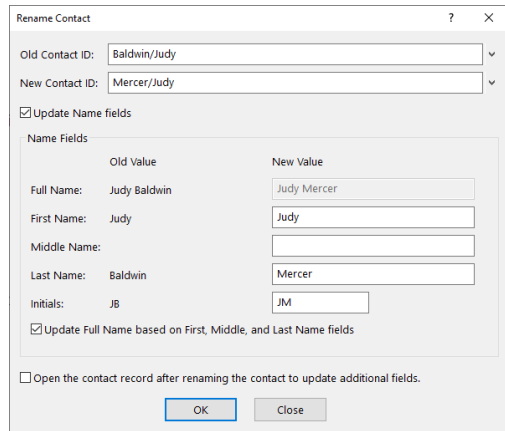 Rename Contact ? ×
Old Contact ID: Baldwin/Judy
New Contact ID: Mercer/Judy
Update Name fields
Name Fields
Old Value New Value
Full Name: Judy Baldwin Judy Mercer
First Name: Judy Judy
Middle Name:
Last Name: Baldwin Mercer
Initials: JB JM
Update Full Name based on First, Middle, and Last Name fields
Open the contact record after renaming the contact to update additional fields.
OK Close